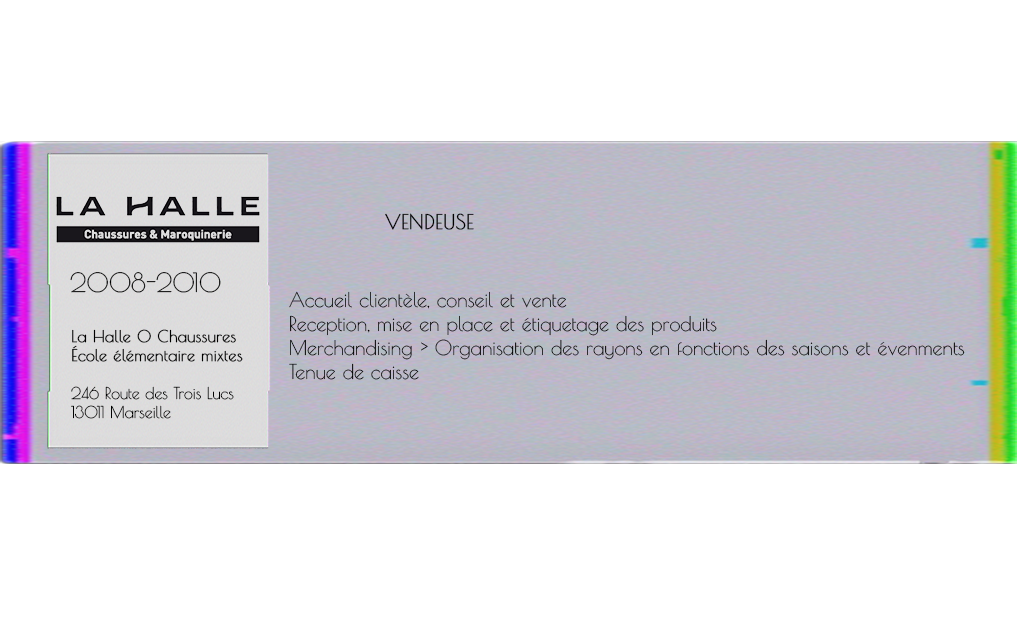 LA HALLE
Chaussures & Maroquinerie
2008-2010
La Halle O Chaussures
École élémentaire mixtes
246 Route des Trois Lucs
13011 Marseille
VENDEUSE
Accueil clientèle, conseil et vente
Reception, mise en place et étiquetage des produits
Merchandising > Organisation des rayons en fonctions des saisons et évenments
Tenue de caisse